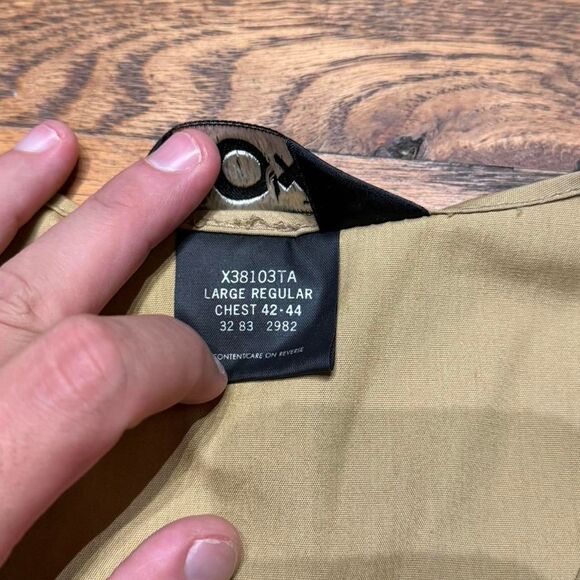 X38103TA
LARGE REGULAR
CHEST 42-44
32 83 2982
CONTENT/CARE ON REVERSE